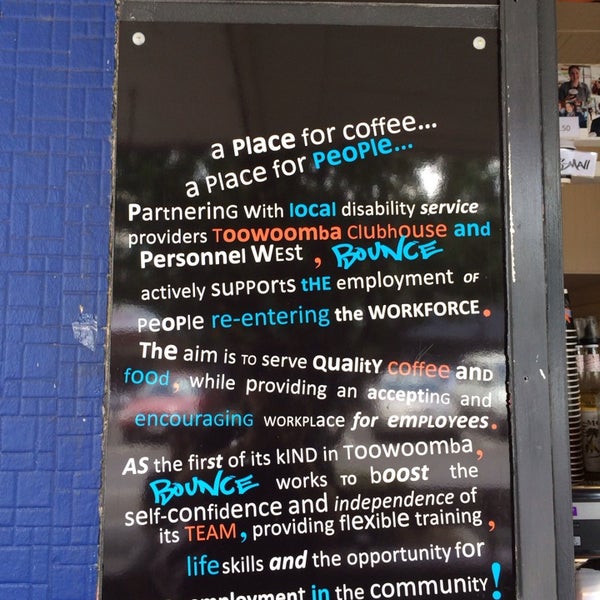 a Place for coffee...
a Place for PeoPle...
PartnerinG with local disability service
providers Toowoomba ClubhOuse and
Personnel WEst, BOUNCE
actively suPPOrts tHE employment OF
PeOPle re-entering the WORKFORCE.
The aim is TO serve QualitY coffee anD
foOd, while providing an acceptinG and
encouraginG WORKPLace for emPLOYees.
AS the first of its kIND in TOOWOOMBa,
BOUNCE works TO bOOST the
self-confidence and independence of
its TEAM, providing fleXible training,
life skills and the opportunity for
employment in the communitY!
.50